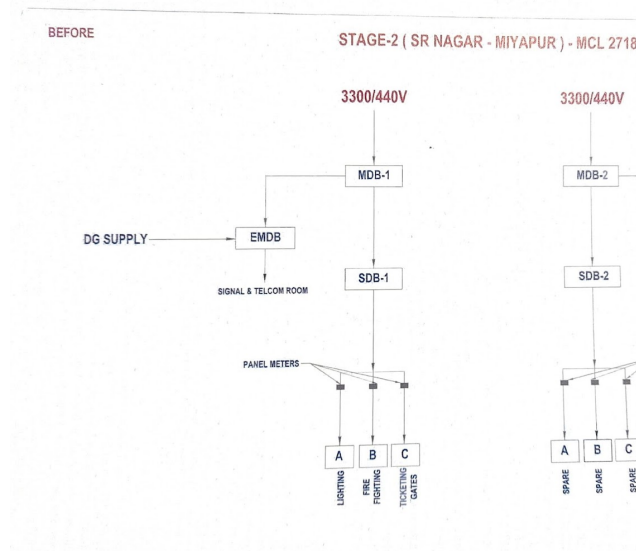 BEFORE
STAGE-2 ( SR NAGAR - MIYAPUR ) - MCL 2718
3300/440V
3300/440V
MDB-1
MDB-2
DG SUPPLY
EMDB
SIGNAL & TELCOM ROOM
SDB-1
SDB-2
PANEL METERS
A
B
C
A
B
C
LIGHTING
FIRE
FIGHTING
TICKETING
GATES
SPARE
SPARE
SPARE